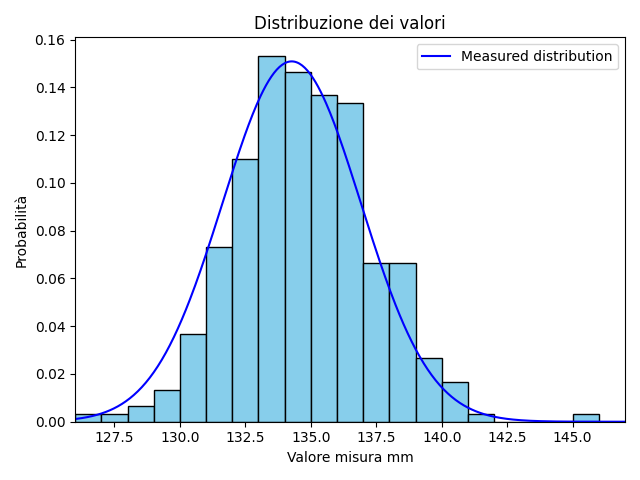 Distribuzione dei valori
Measured distribution
0.16
0.14
0.12
0.10
0.08
0.06
0.04
0.02
0.00
Probabilità
127.5 130.0 132.5 135.0 137.5 140.0 142.5 145.0
Valore misura mm